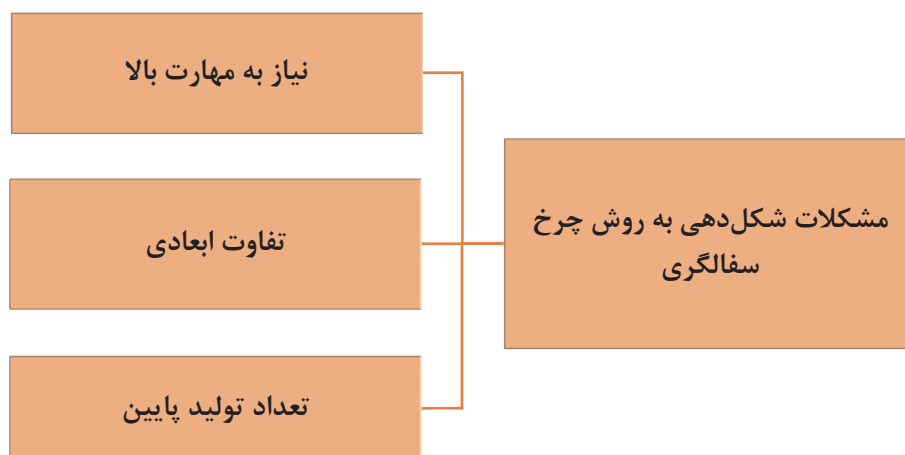 مشکلات شکل‌دهی به روش چرخ
سفالگری
نیاز به مهارت بالا
تفاوت ابعادی
تعداد تولید پایین